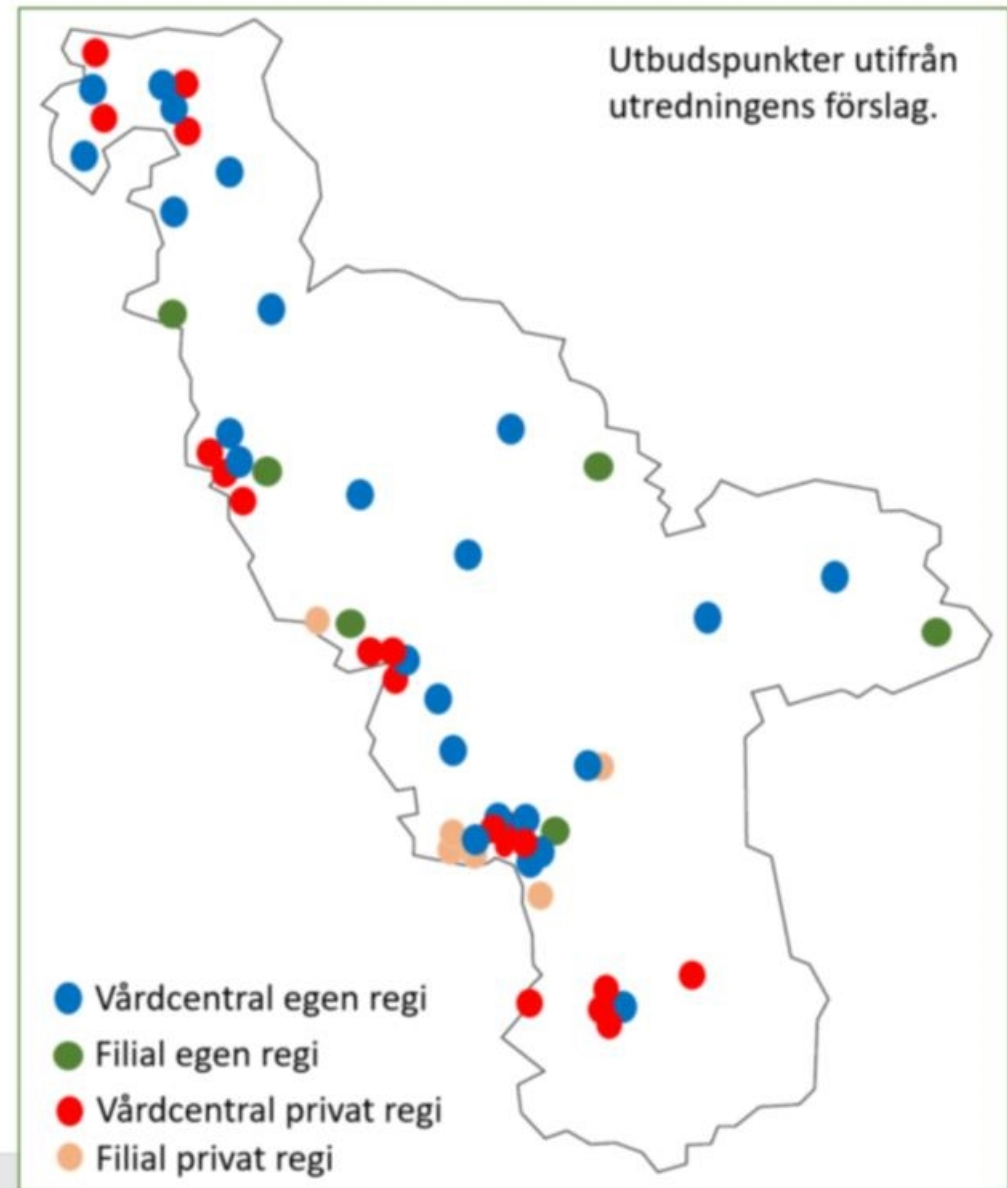 Utbudspunkter utifrån
utredningens förslag.
Vårdcentral egen regi
Filial egen regi
Vårdcentral privat regi
Filial privat regi